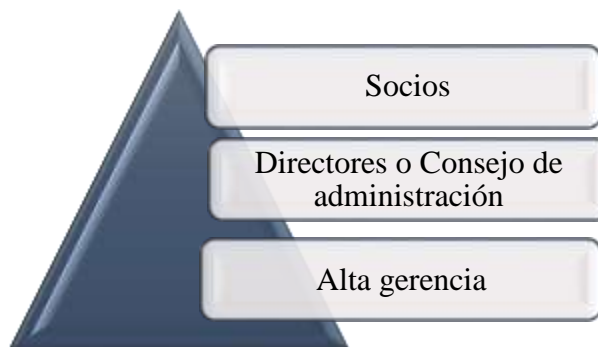 Socios
Directores o Consejo de
administración
Alta gerencia